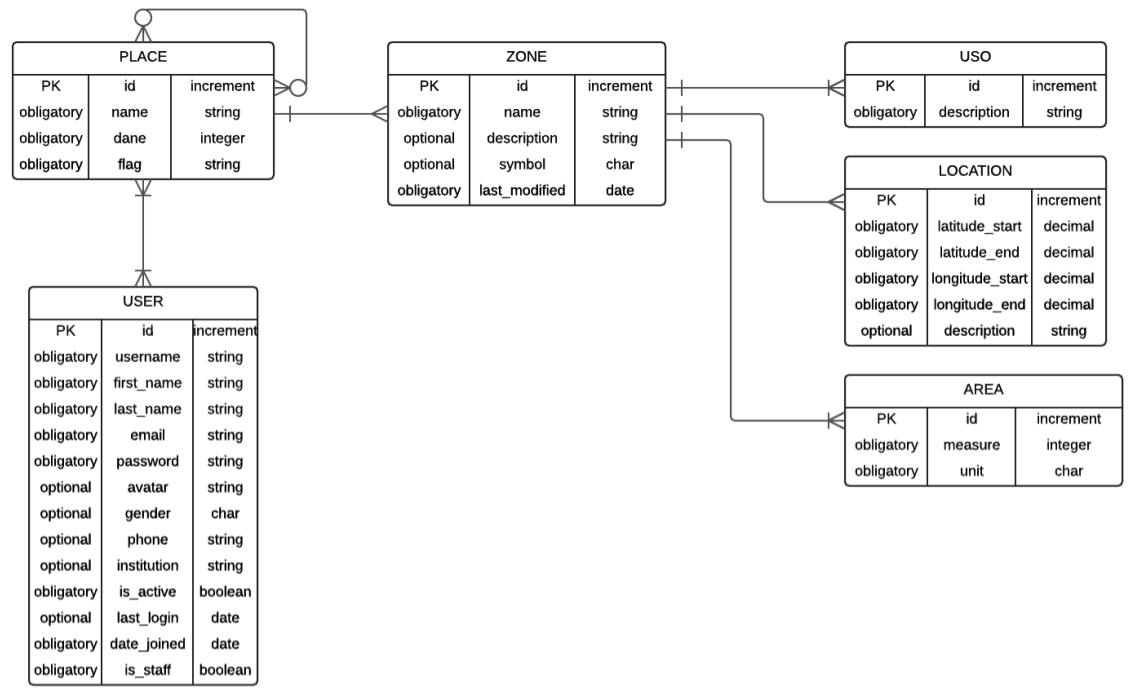 PLACE
PK id increment
obligatory name string
obligatory dane integer
obligatory flag string
ZONE
PK id increment
obligatory name string
optional description string
optional symbol char
obligatory last_modified date
USO
PK id increment
obligatory description string
LOCATION
PK id increment
obligatory latitude_start decimal
obligatory latitude_end decimal
obligatory longitude_start decimal
obligatory longitude_end decimal
optional description string
AREA
PK id increment
obligatory measure integer
obligatory unit char
USER
PK id increment
obligatory username string
obligatory first_name string
obligatory last_name string
obligatory email string
obligatory password string
optional avatar string
optional gender char
optional phone string
optional institution string
obligatory is_active boolean
optional last_login date
obligatory date_joined date
obligatory is_staff boolean